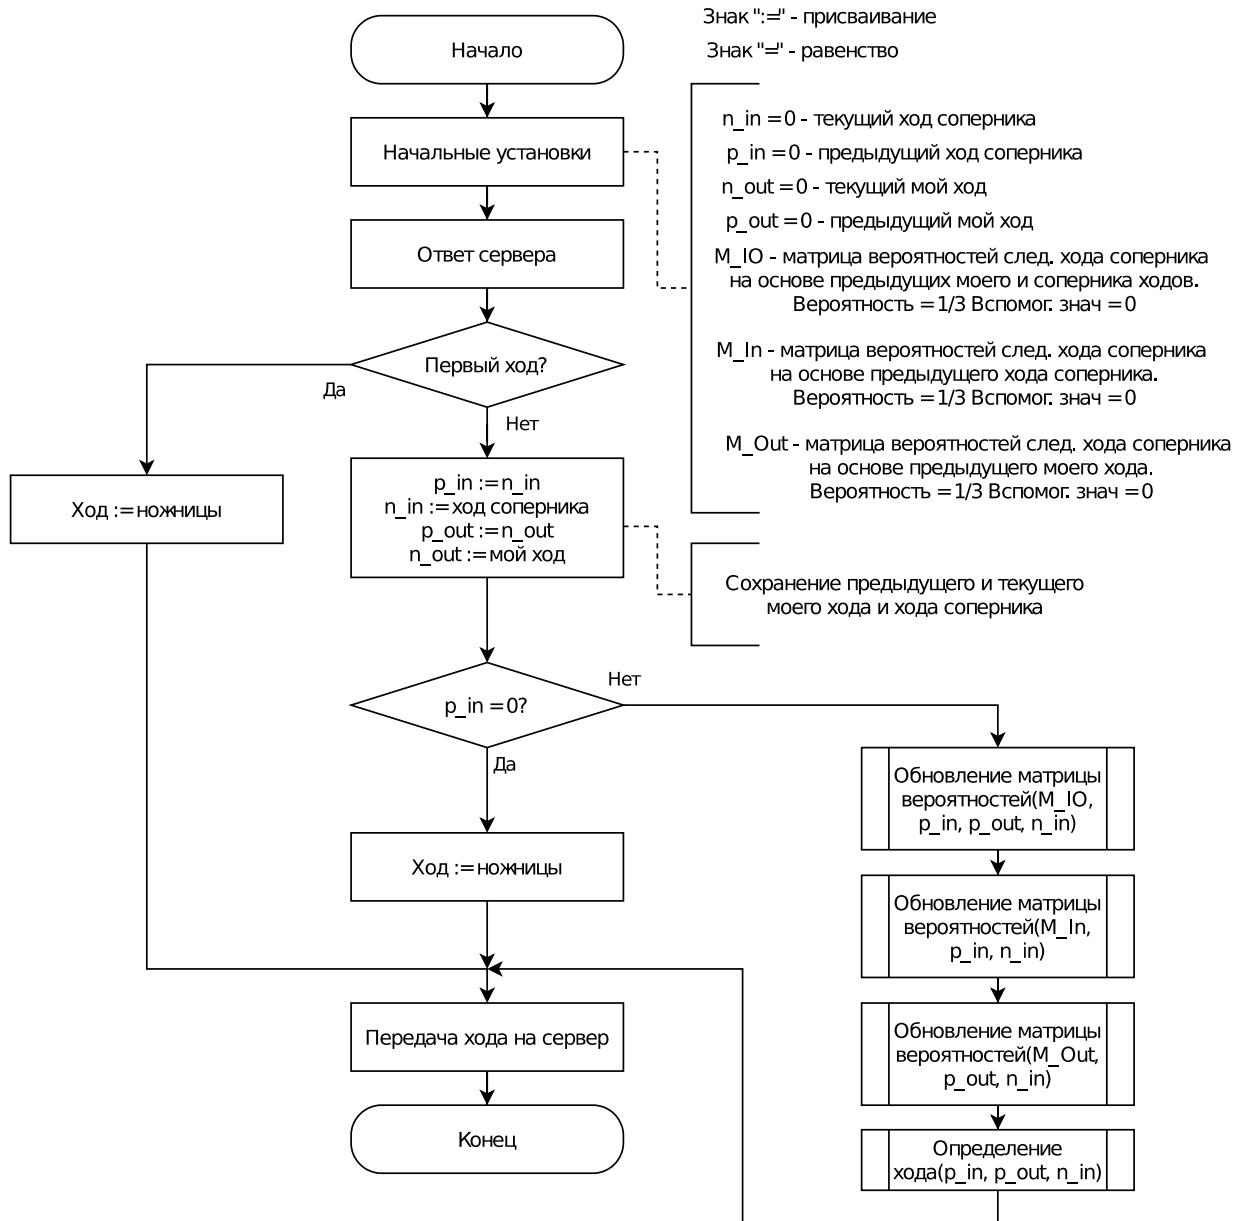 Знак ":=" - присваивание
Знак "=" - равенство
Начало
Начальные установки
n_in = 0 - текущий ход соперника
p_in = 0 - предыдущий ход соперника
n_out = 0 - текущий мой ход
p_out = 0 - предыдущий мой ход
M_IO - матрица вероятностей след. хода соперника
на основе предыдущих моего и соперника ходов.
Вероятность = 1/3 Вспомог. знач = 0
M_In - матрица вероятностей след. хода соперника
на основе предыдущего хода соперника.
Вероятность = 1/3 Вспомог. знач = 0
M_Out - матрица вероятностей след. хода соперника
на основе предыдущего моего хода.
Вероятность = 1/3 Вспомог. знач = 0
Ответ сервера
Первый ход?
Да
Нет
Ход := ножницы
p_in := n_in
n_in := ход соперника
p_out := n_out
n_out := мой ход
Сохранение предыдущего и текущего
моего хода и хода соперника
p_in = 0?
Нет
Да
Ход := ножницы
Обновление матрицы
вероятностей(M_IO,
p_in, p_out, n_in)
Обновление матрицы
вероятностей(M_In,
p_in, n_in)
Обновление матрицы
вероятностей(M_Out,
p_out, n_in)
Определение
хода(p_in, p_out, n_in)
Передача хода на сервер
Конец